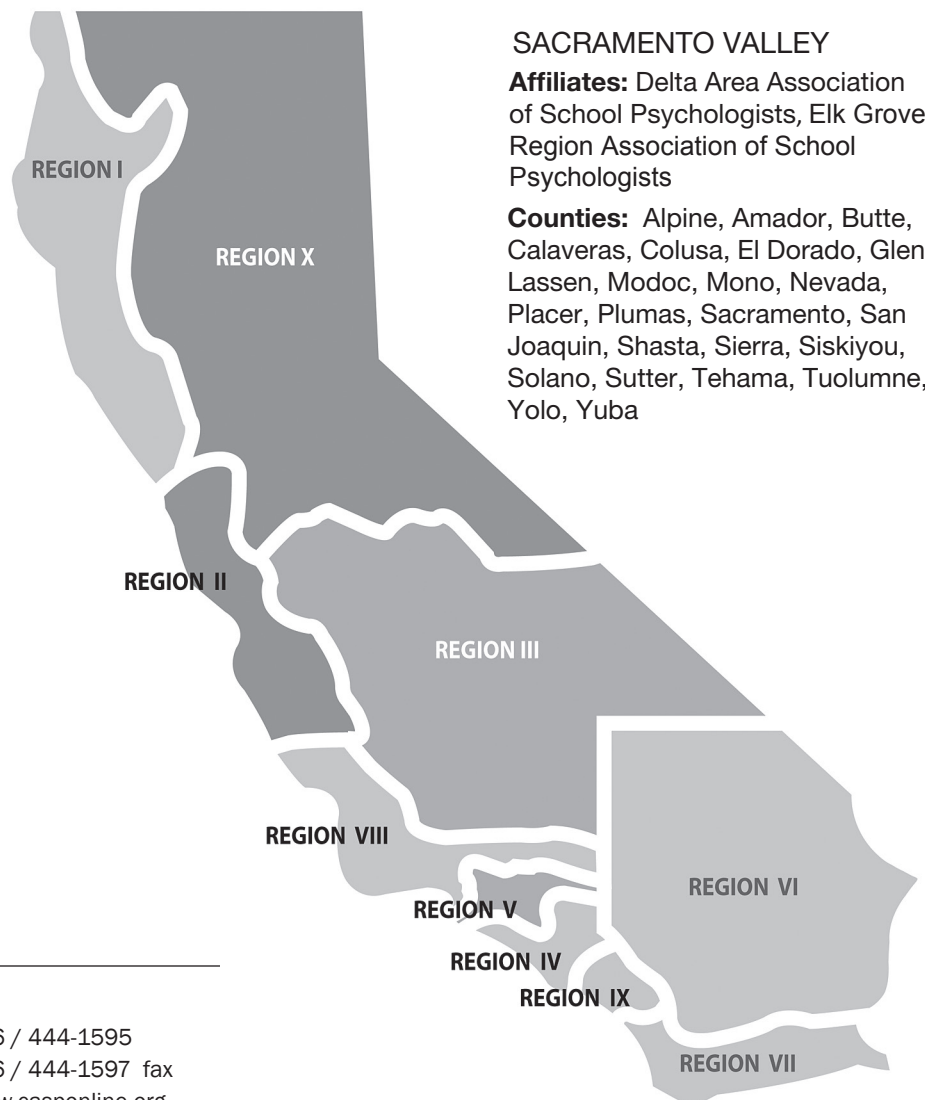 SACRAMENTO VALLEY
Affiliates: Delta Area Association
of School Psychologists, Elk Grove
Region Association of School
Psychologists
Counties: Alpine, Amador, Butte,
Calaveras, Colusa, El Dorado, Glen
Lassen, Modoc, Mono, Nevada,
Placer, Plumas, Sacramento, San
Joaquin, Shasta, Sierra, Siskiyou,
Solano, Sutter, Tehama, Tuolumne,
Yolo, Yuba
REGION I
REGION X
REGION II
REGION III
REGION VIII
REGION VI
REGION V
REGION IV
REGION IX
REGION VII
6 / 444-1595
6 / 444-1597 fax